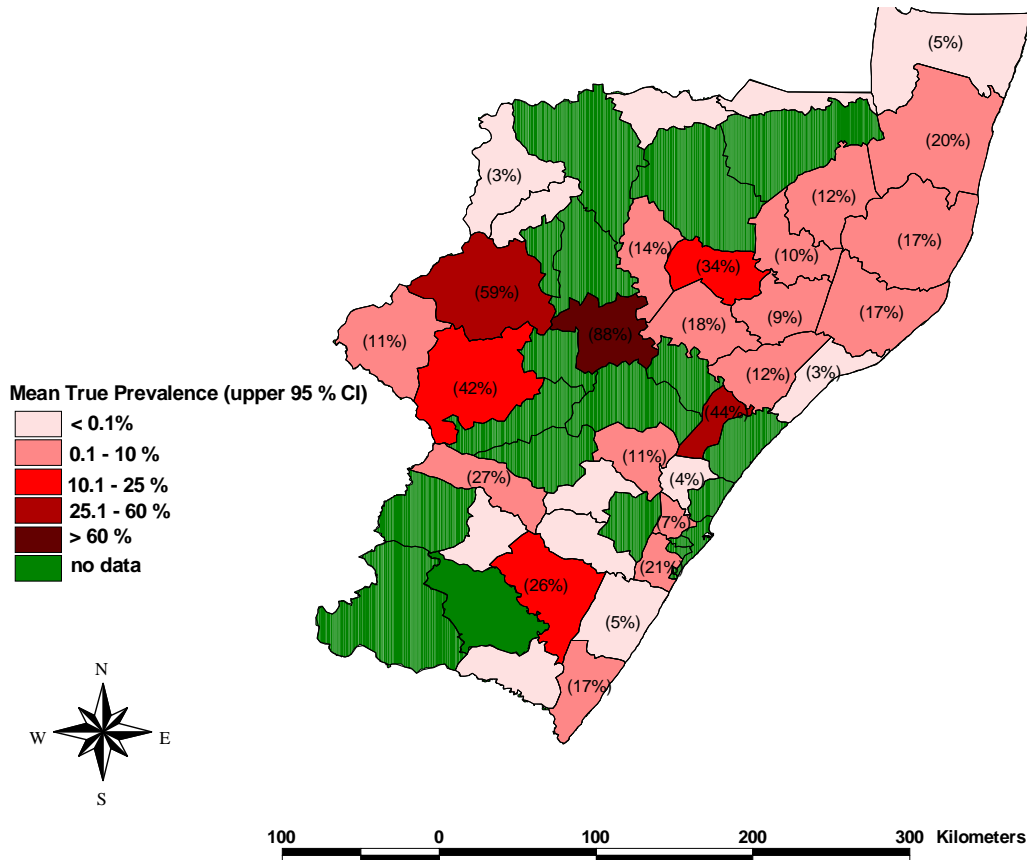 (5%)
(20%)
(3%)
(12%)
(17%)
(14%)
(10%)
(34%)
(59%)
(17%)
(18%)
(9%)
(88%)
(11%)
(12%)
(3%)
(42%)
Mean True Prevalence (upper 95 % CI)
< 0.1%
0.1 - 10 %
10.1 - 25 %
25.1 - 60 %
> 60 %
no data
(44%)
(11%)
(27%)
(4%)
(7%)
(21%)
(26%)
(5%)
(17%)
N
W E
S
100 0 100 200 300 Kilometers